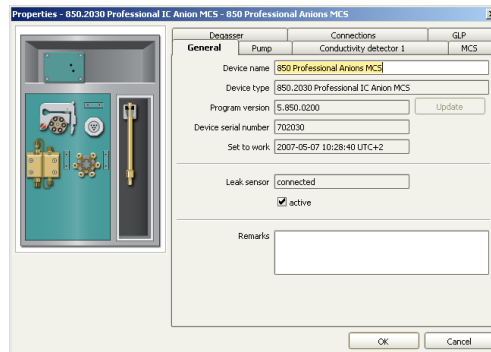 Properties - 850.2030 Professional IC Anion MCS - 850 Professional Anions MCS
Degasser Connections GLP
General Pump Conductivity detector 1 MCS
Device name 850 Professional Anions MCS
Device type 850.2030 Professional IC Anion MCS
Program version 5.850.0200 Update
Device serial number 702030
Set to work 2007-05-07 10:28:40 UTC+2
Leak sensor connected
active
Remarks
OK Cancel